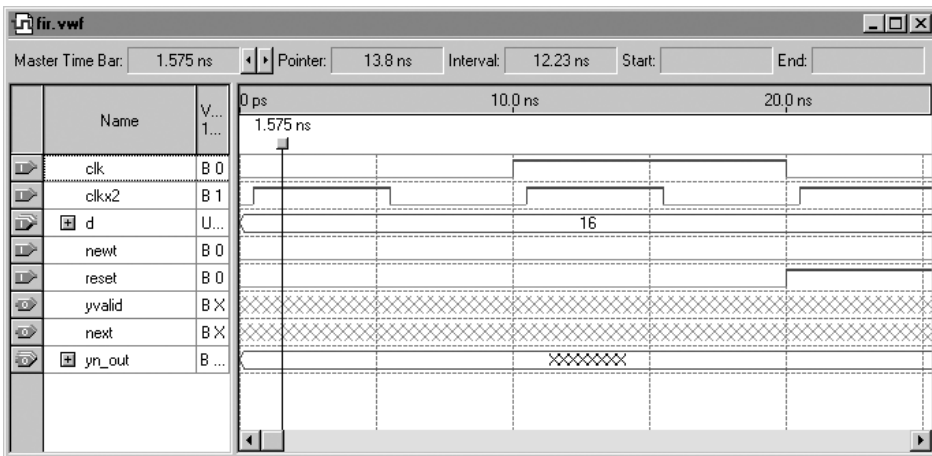 fir.vwf
Master Time Bar: 1.575 ns Pointer: 13.8 ns Interval: 12.23 ns Start: End:
Name V... 1... 0 ps 10.0 ns 20.0 ns
1.575 ns
clk B 0
clkx2 B 1
d U... 16
newt B 0
reset B 0
yvalid B X
next B X
yn_out B ... XXXXXXX